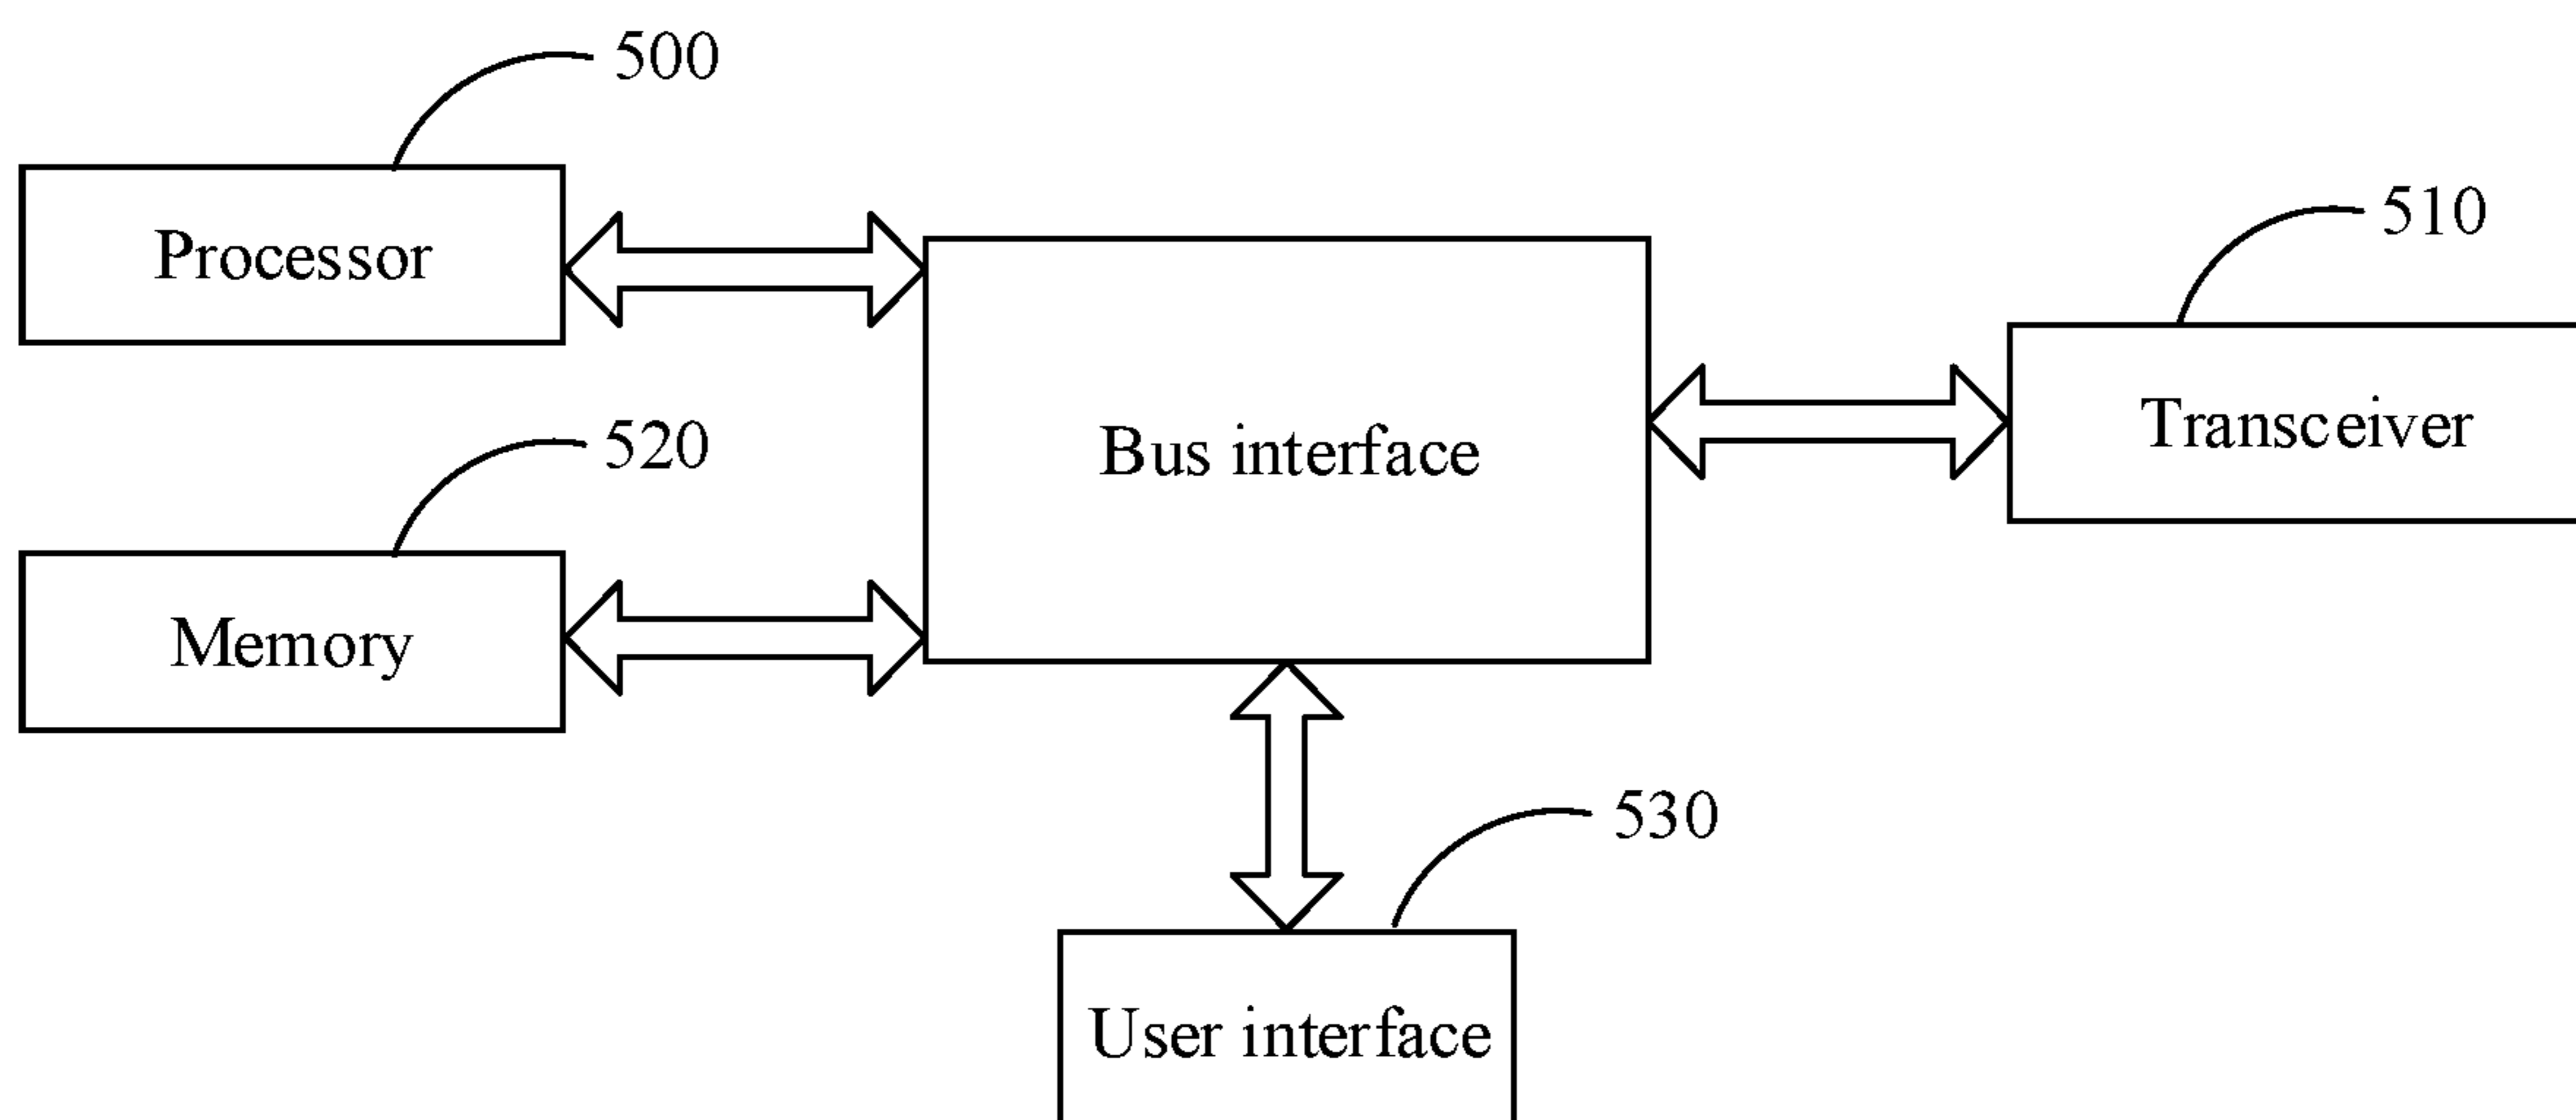 500
Processor
510
Transceiver
520
Bus interface
Memory
530
User interface